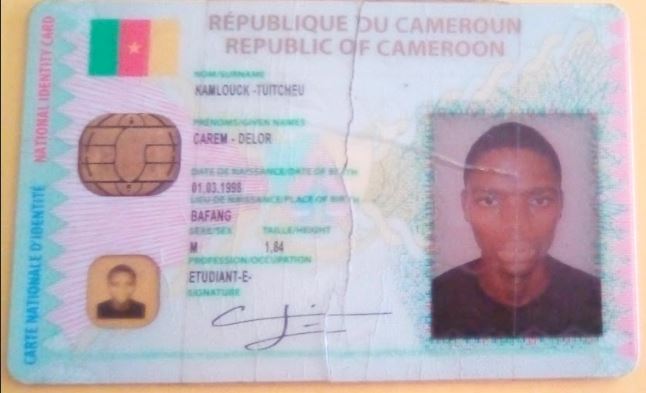 RÉPUBLIQUE DU CAMEROUN
REPUBLIC OF CAMEROON
NATIONAL IDENTITY CARD
CARTE NATIONALE D'IDENTITÉ
NOM/SURNAME
KAMLOUCK -TUITCHEU
PRÉNOMS/GIVEN NAMES
CAREM - DELOR
DATE DE NAISSANCE/DATE OF BIRTH
01.03.1998
LIEU DE NAISSANCE/PLACE OF BIRTH
BAFANG
SEXE/SEX TAILLE/HEIGHT
M 1,84
PROFESSION/OCCUPATION
ETUDIANT-E-
SIGNATURE